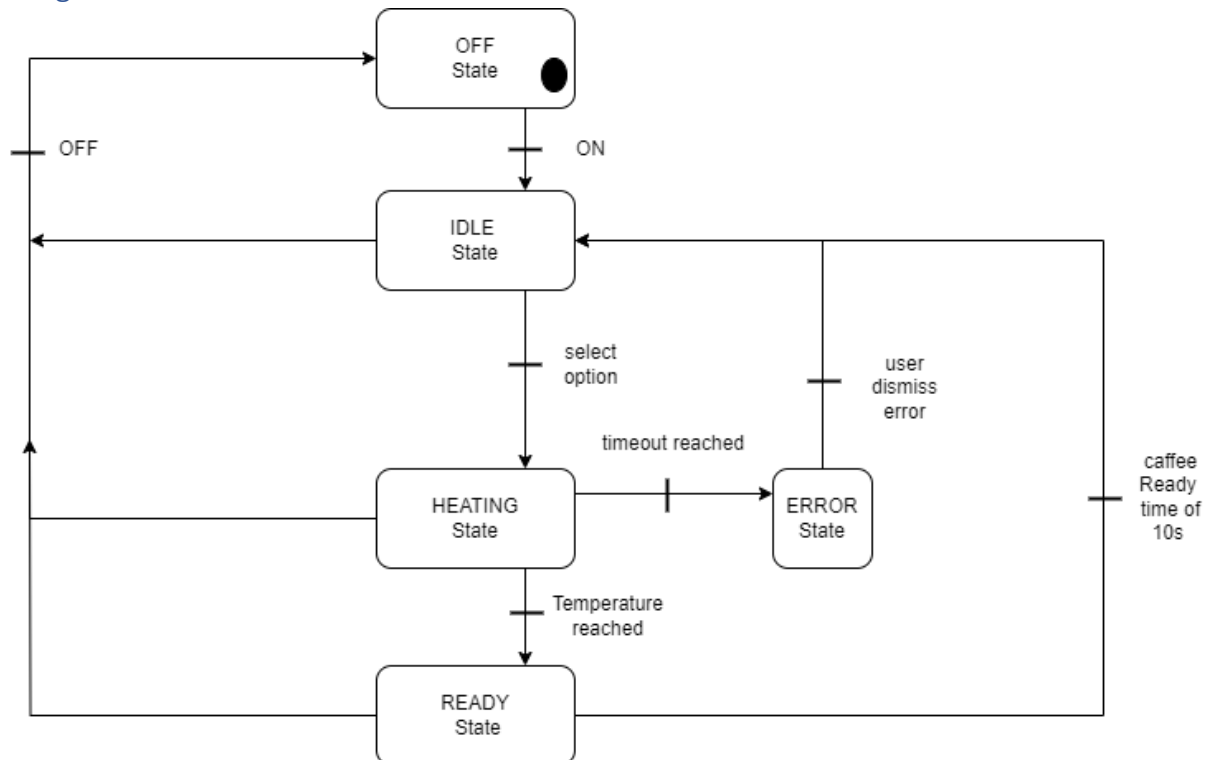 OFF
State
OFF
ON
IDLE
State
select
option
user
dismiss
error
timeout reached
caffee
Ready
time of
10s
HEATING
State
ERROR
State
Temperature
reached
READY
State